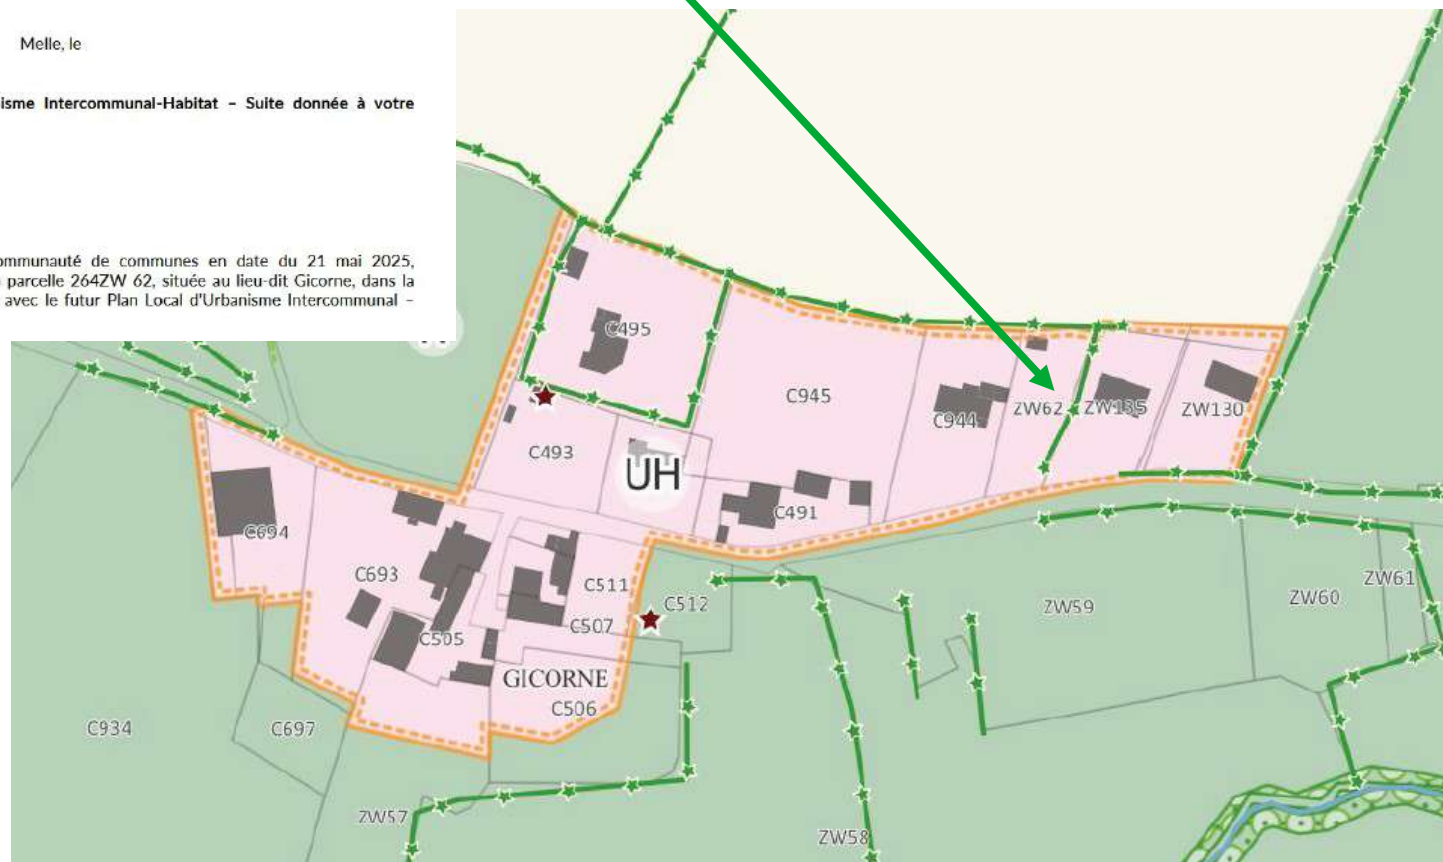 Melle, le
isme Intercommunal-Habitat – Suite donnée à votre
ommunauté de communes en date du 21 mai 2025,
parcelle 264ZW 62, située au lieu-dit Gicorne, dans la
avec le futur Plan Local d'Urbanisme Intercommunal –
C495
C945
C944
ZW62
ZW135
ZW130
C493
UH
C491
C694
C693
C511
C512
C505
C507
ZW59
ZW60
ZW61
GICORNE
C506
C934
C697
ZW57
ZW58